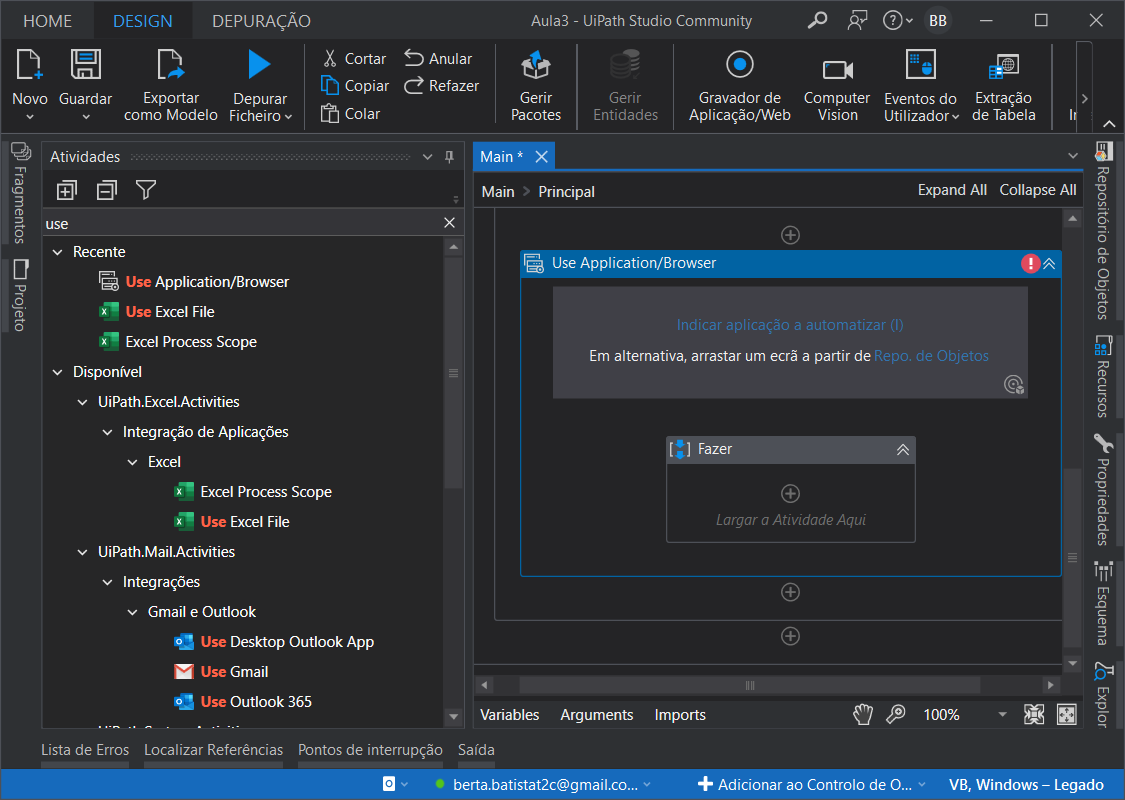 HOME DESIGN DEPURAÇÃO Aula3 - UiPath Studio Community ? BB
Novo
Guardar
Exportar
como Modelo
Depurar
Ficheiro
Cortar
Copiar
Colar
Anular
Refazer
Gerir
Pacotes
Gerir
Entidades
Gravador de
Aplicação/Web
Computer
Vision
Eventos do
Utilizador
Extração
de Tabela
Fragmentos
Projeto
Atividades
use
Recente
Use Application/Browser
Use Excel File
Excel Process Scope
Disponível
UiPath.Excel.Activities
Integração de Aplicações
Excel
Excel Process Scope
Use Excel File
UiPath.Mail.Activities
Integrações
Gmail e Outlook
Use Desktop Outlook App
Use Gmail
Use Outlook 365
Main *
Main > Principal
Expand All Collapse All
Use Application/Browser
Indicar aplicação a automatizar (I)
Em alternativa, arrastar um ecrã a partir de Repo. de Objetos
Fazer
Largar a Atividade Aqui
Variables Arguments Imports
100%
Repositório de Objetos
Recursos
Propriedades
Esquema
Explor
Lista de Erros Localizar Referências Pontos de interrupção Saída
berta.batistat2c@gmail.co... Adicionar ao Controlo de O... VB, Windows – Legado